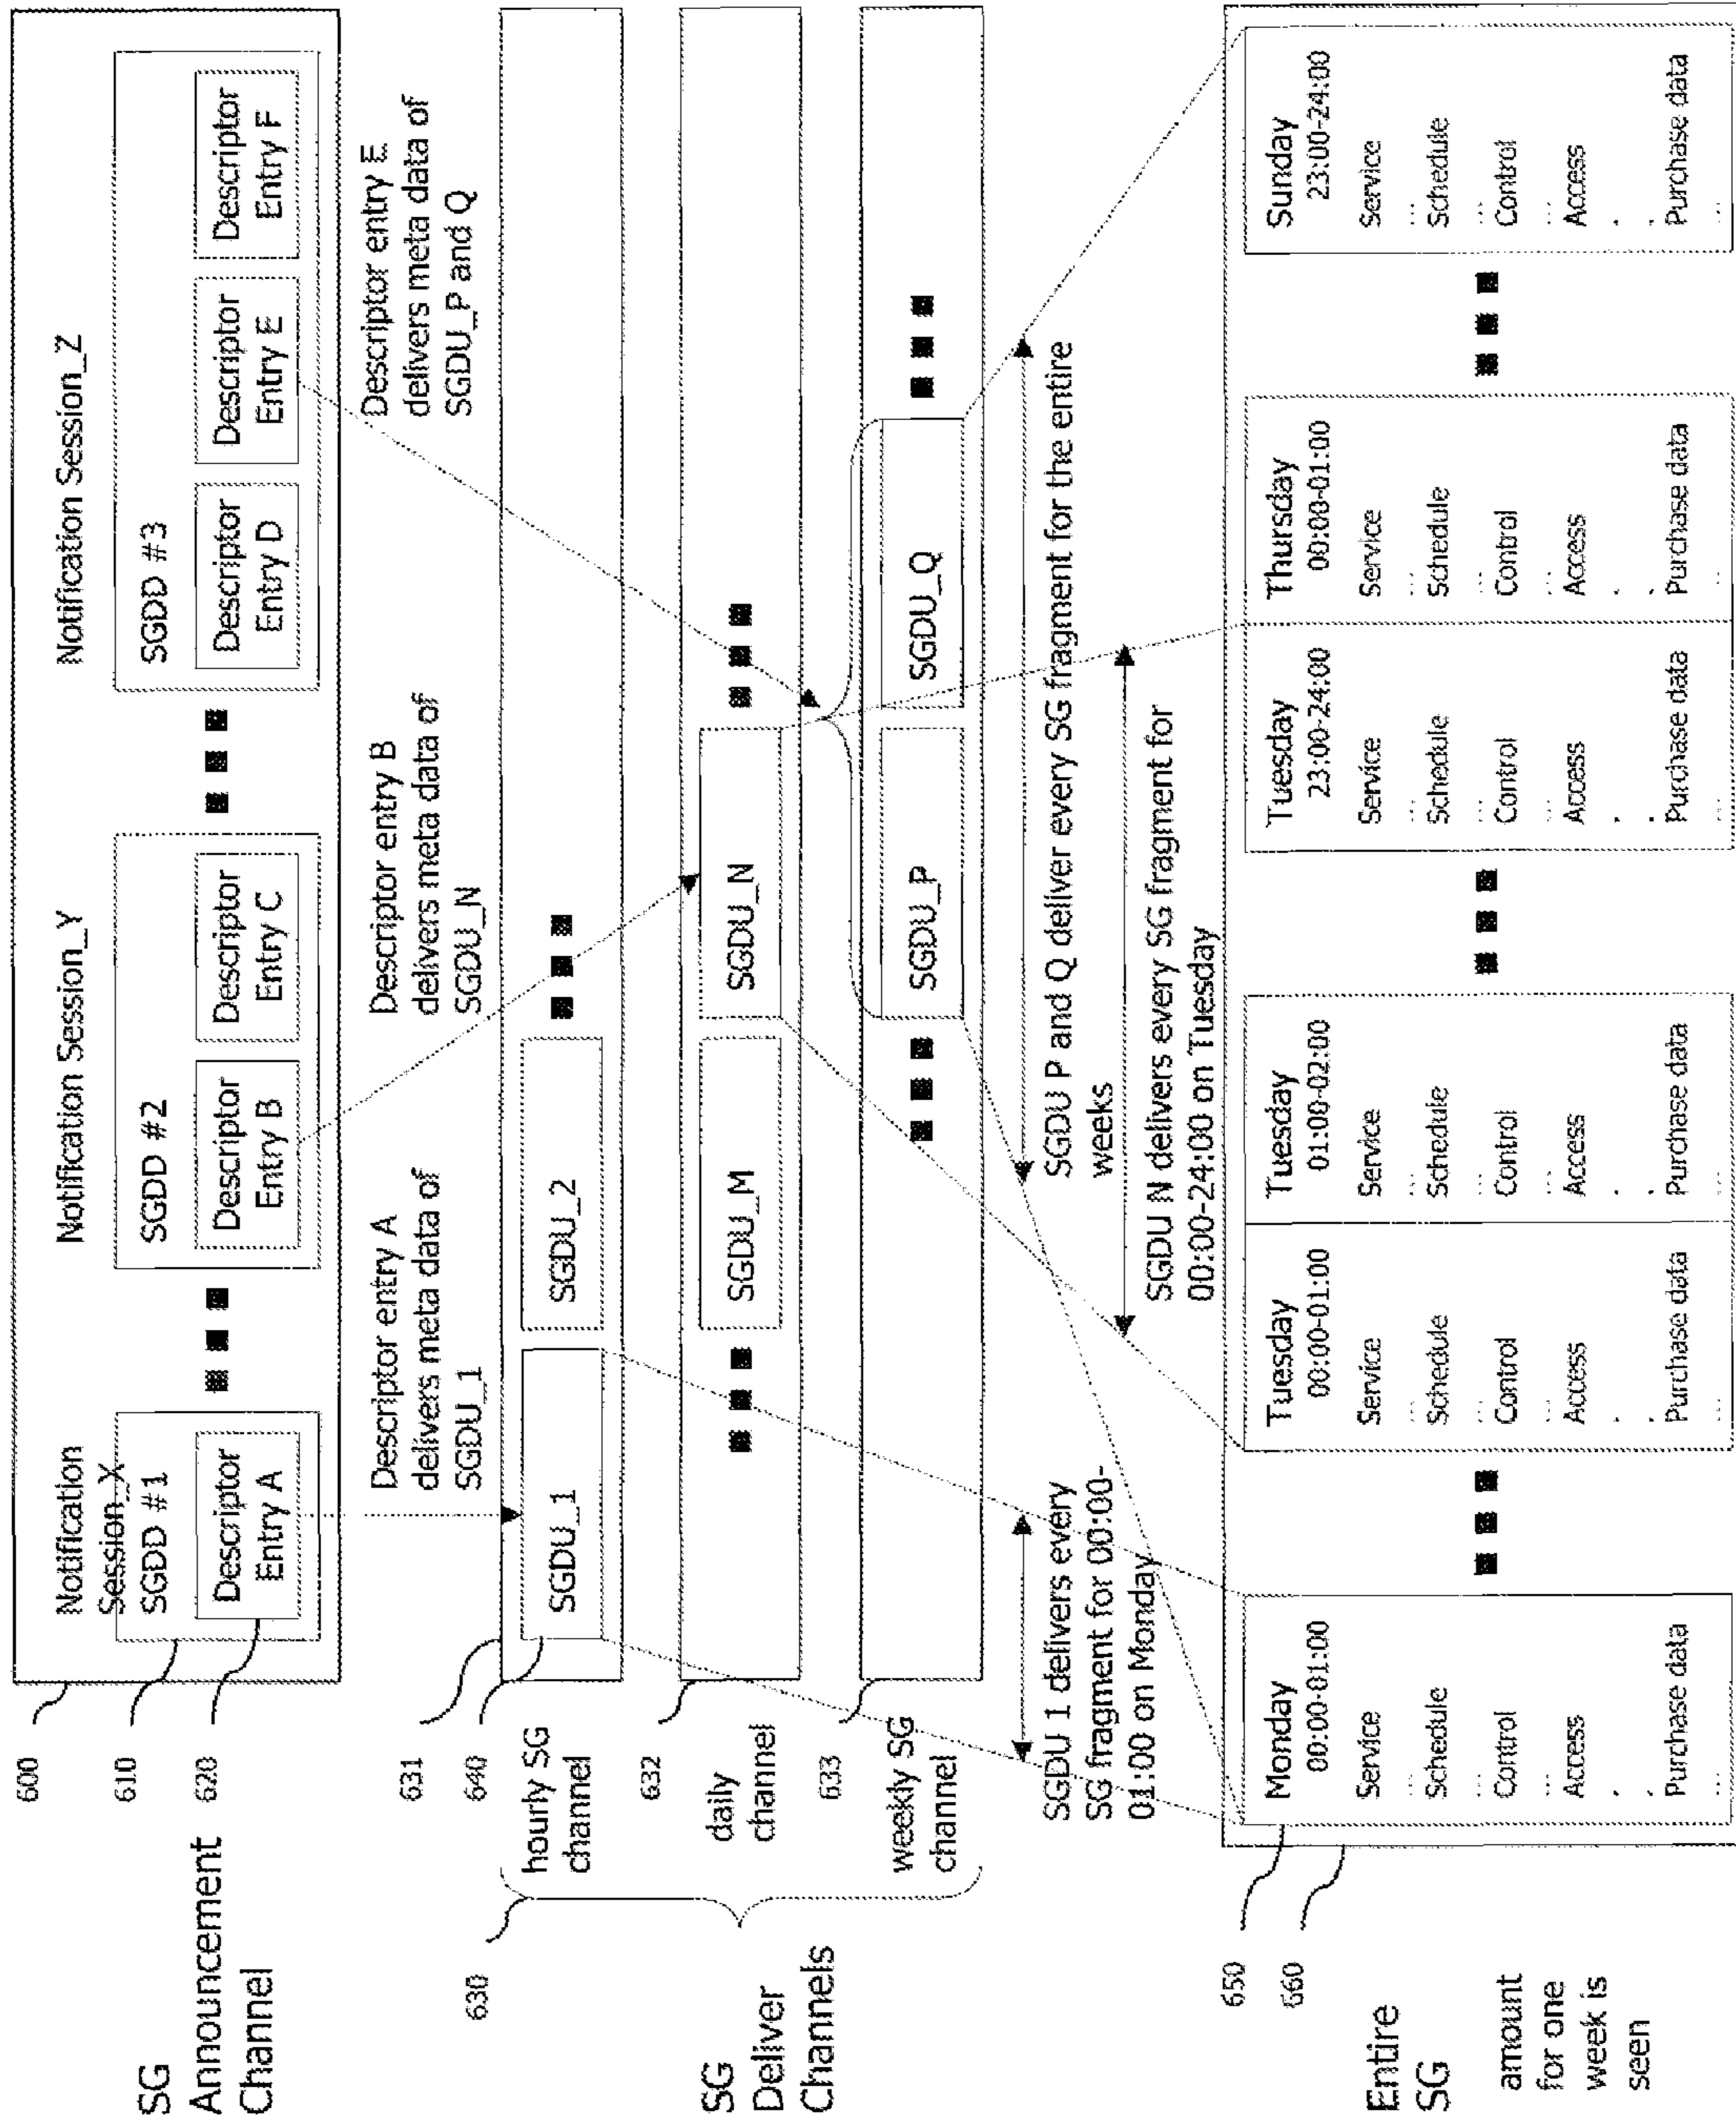 SG
Announcement
Channel
600
610
620
Notification
Session_X
SGDD #1
Descriptor
Entry A
Notification Session_Y
SGDD #2
Descriptor
Entry B
Descriptor
Entry C
Notification Session_Z
SGDD #3
Descriptor
Entry D
Descriptor
Entry E
Descriptor
Entry F
Descriptor entry A
delivers meta data of
SGDU_1
Descriptor entry B
delivers meta data of
SGDU_N
Descriptor entry E
delivers meta data of
SGDU_P and Q
SG
Deliver
Channels
630
631
640
hourly SG
channel
SGDU_1
SGDU_2
632
daily
channel
SGDU_M
SGDU_N
633
weekly SG
channel
SGDU_P
SGDU_Q
SGDU 1 delivers every
SG fragment for 00:00-
01:00 on Monday
SGDU P and Q deliver every SG fragment for the entire
weeks
SGDU N delivers every SG fragment for
00:00-24:00 on Tuesday
650
660
Entire
SG
amount
for one
week is
seen
Monday
00:00-01:00
Service
...
Schedule
...
Control
...
Access
.
.
Purchase data
...
Tuesday
00:00-01:00
Service
...
Schedule
...
Control
...
Access
.
.
Purchase data
...
Tuesday
01:00-02:00
Service
...
Schedule
...
Control
...
Access
.
.
Purchase data
...
Tuesday
23:00-24:00
Service
...
Schedule
...
Control
...
Access
.
.
Purchase data
...
Thursday
00:00-01:00
Service
...
Schedule
...
Control
...
Access
.
.
Purchase data
...
Sunday
23:00-24:00
Service
...
Schedule
...
Control
...
Access
.
.
Purchase data
...